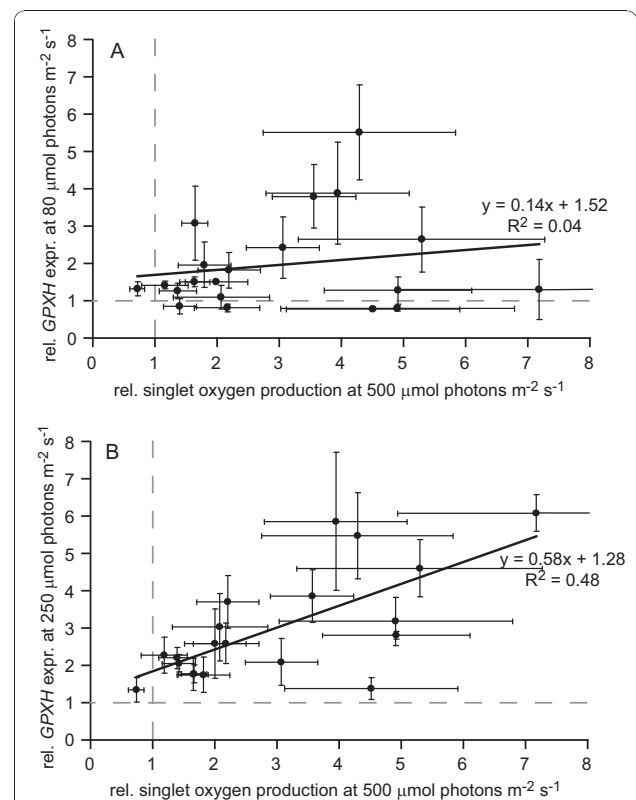 A
rel. GPXH expr. at 80 μmol photons m-2 s-1
8
7
6
5
4
3
2
1
0
y = 0.14x + 1.52
R2 = 0.04
0 1 2 3 4 5 6 7 8
rel. singlet oxygen production at 500 μmol photons m-2 s-1
B
rel. GPXH expr. at 250 μmol photons m-2 s-1
8
7
6
5
4
3
2
1
0
y = 0.58x + 1.28
R2 = 0.48
0 1 2 3 4 5 6 7 8
rel. singlet oxygen production at 500 μmol photons m-2 s-1